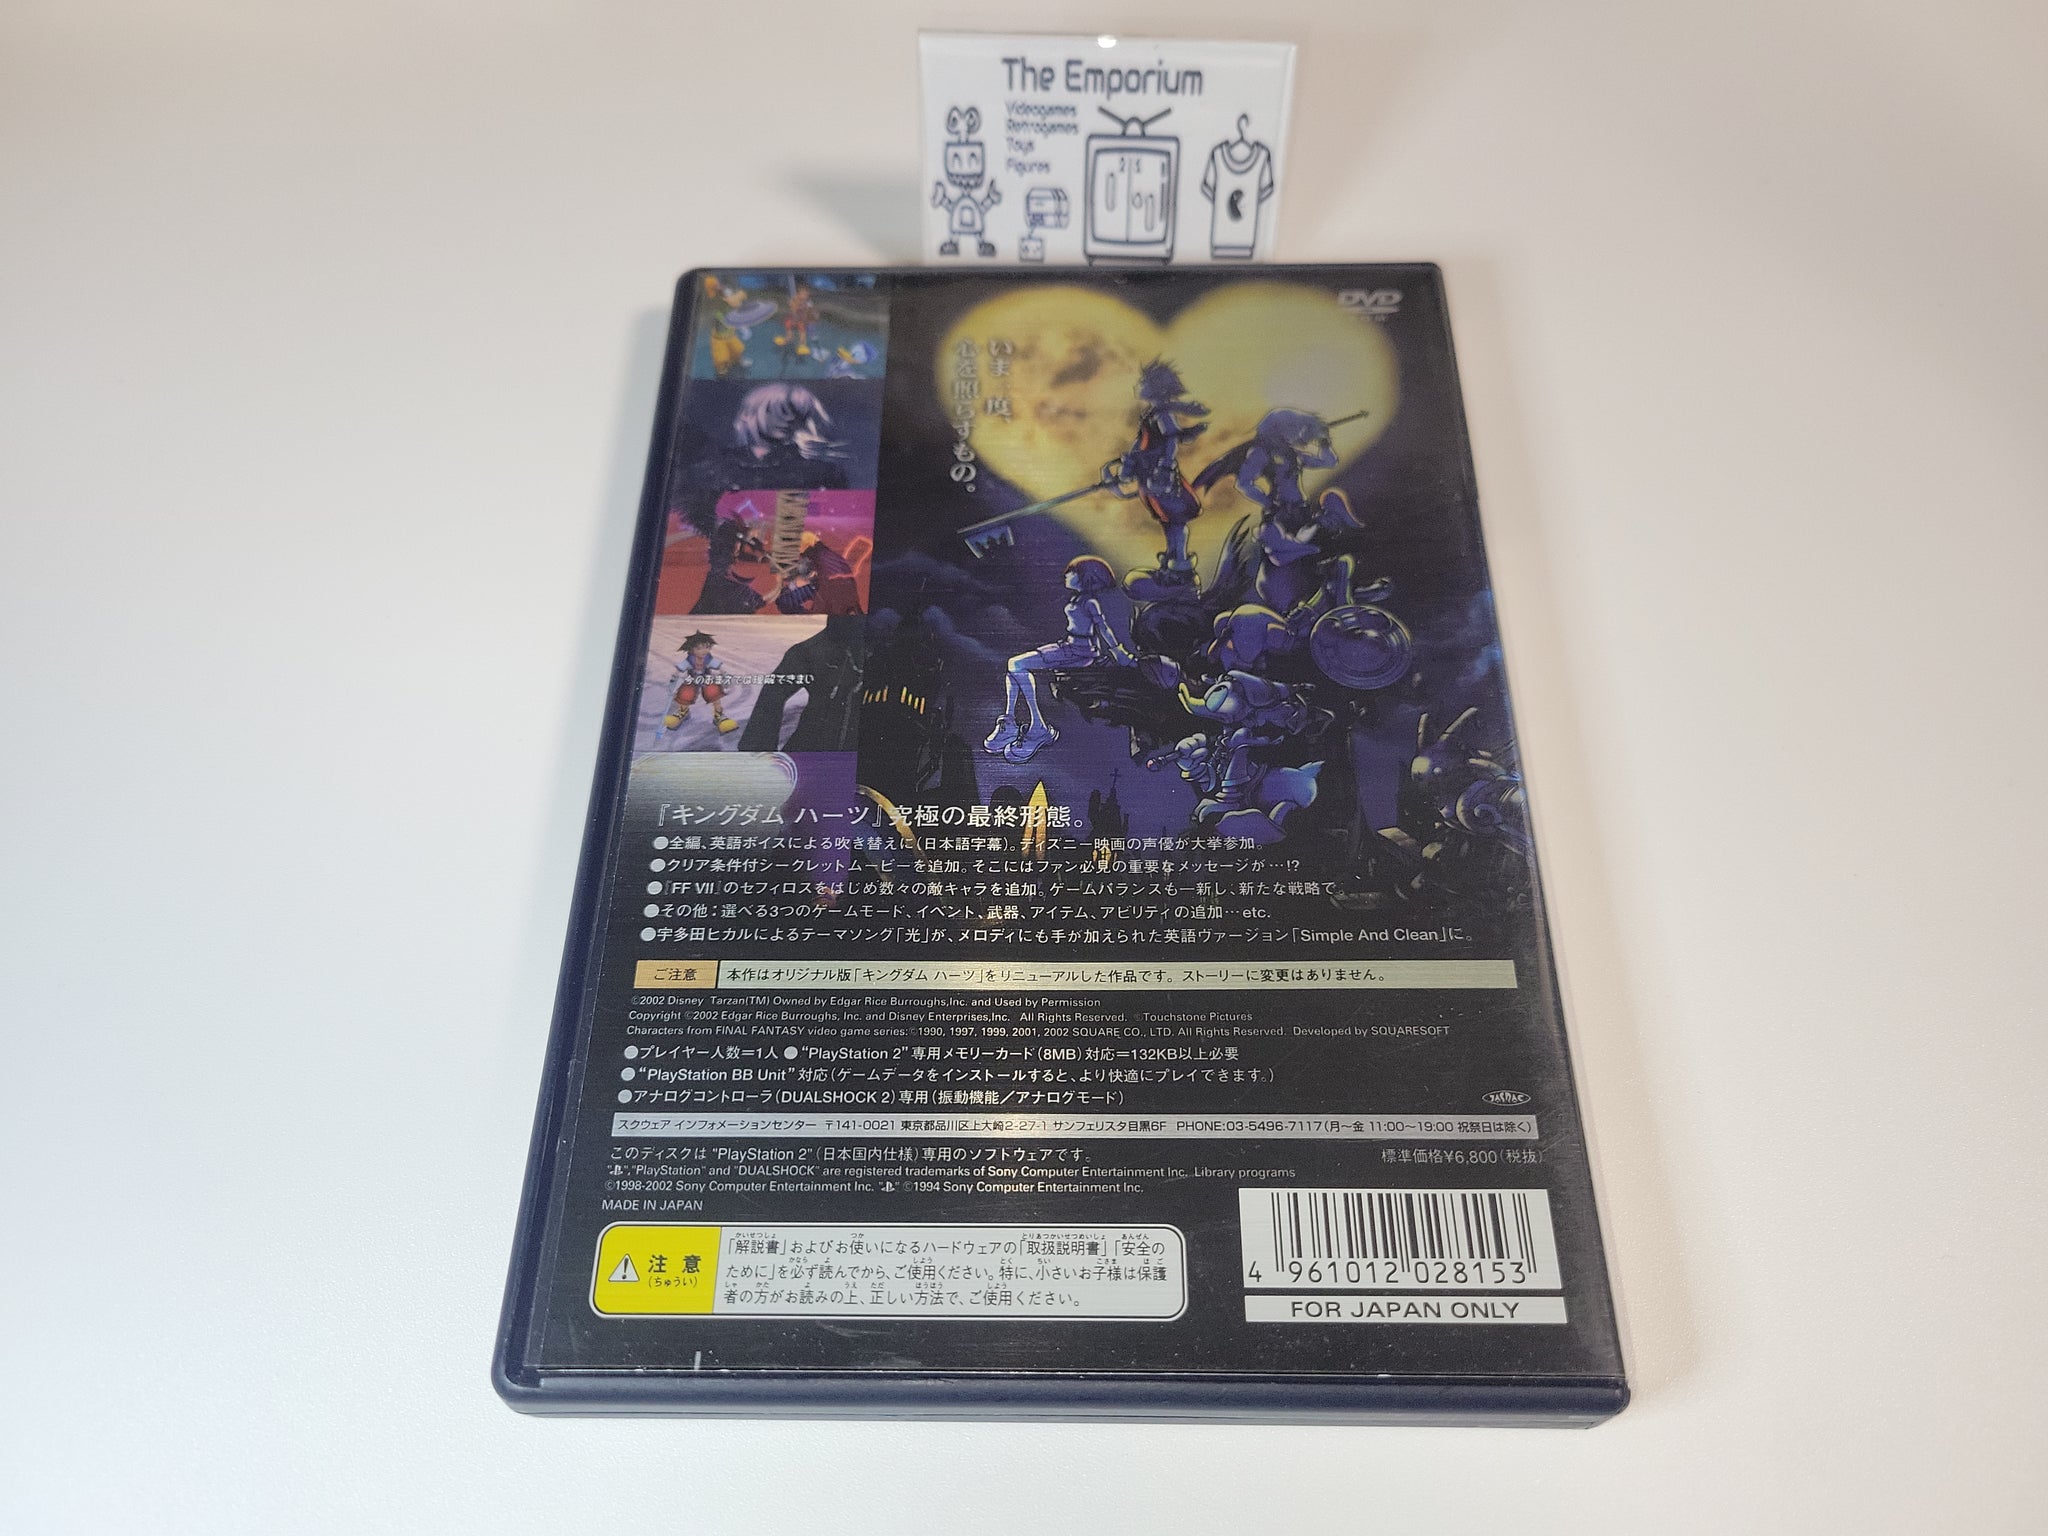 The Emporium
Videogames
Retrogames
Toys
Figures
DVD
いま一度、
心を照らすもの。
今のおまえでは理解できまい
『キングダム ハーツ』究極の最終形態。
●全編、英語ボイスによる吹き替えに(日本語字幕)。ディズニー映画の声優が大挙参加。
●クリア条件付シークレットムービーを追加。そこにはファン必見の重要なメッセージが…!?
●『FF VII』のセフィロスをはじめ数々の敵キャラを追加。ゲームバランスも一新し、新たな戦略で。
●その他:選べる3つのゲームモード、イベント、武器、アイテム、アビリティの追加…etc.
●宇多田ヒカルによるテーマソング「光」が、メロディにも手が加えられた英語ヴァージョン「Simple And Clean」に。
ご注意 本作はオリジナル版「キングダム ハーツ」をリニューアルした作品です。ストーリーに変更はありません。
©2002 Disney Tarzan(TM) Owned by Edgar Rice Burroughs,Inc. and Used by Permission
Copyright ©2002 Edgar Rice Burroughs, Inc. and Disney Enterprises,Inc. All Rights Reserved. ©Touchstone Pictures
Characters from FINAL FANTASY video game series:©1990, 1997, 1999, 2001, 2002 SQUARE CO., LTD. All Rights Reserved. Developed by SQUARESOFT
●プレイヤー人数=1人 ●"PlayStation 2"専用メモリーカード(8MB)対応=132KB以上必要
●"PlayStation BB Unit"対応(ゲームデータをインストールすると、より快適にプレイできます。)
●アナログコントローラ(DUALSHOCK 2)専用(振動機能/アナログモード)
スクウェア インフォメーションセンター 〒141-0021 東京都品川区上大崎2-27-1 サンフェリスタ目黒6F PHONE:03-5496-7117(月~金 11:00~19:00 祝祭日は除く)
このディスクは "PlayStation 2"(日本国内仕様)専用のソフトウェアです。
標準価格¥6,800(税抜)
"PlayStation" and "DUALSHOCK" are registered trademarks of Sony Computer Entertainment Inc. Library programs
©1998-2002 Sony Computer Entertainment Inc. ©1994 Sony Computer Entertainment Inc.
MADE IN JAPAN
注意
(ちゅうい)
「解説書」およびお使いになるハードウェアの「取扱説明書」「安全の
ために」を必ず読んでから、ご使用ください。特に、小さいお子様は保護
者の方がお読みの上、正しい方法で、ご使用ください。
4 961012 028153
FOR JAPAN ONLY